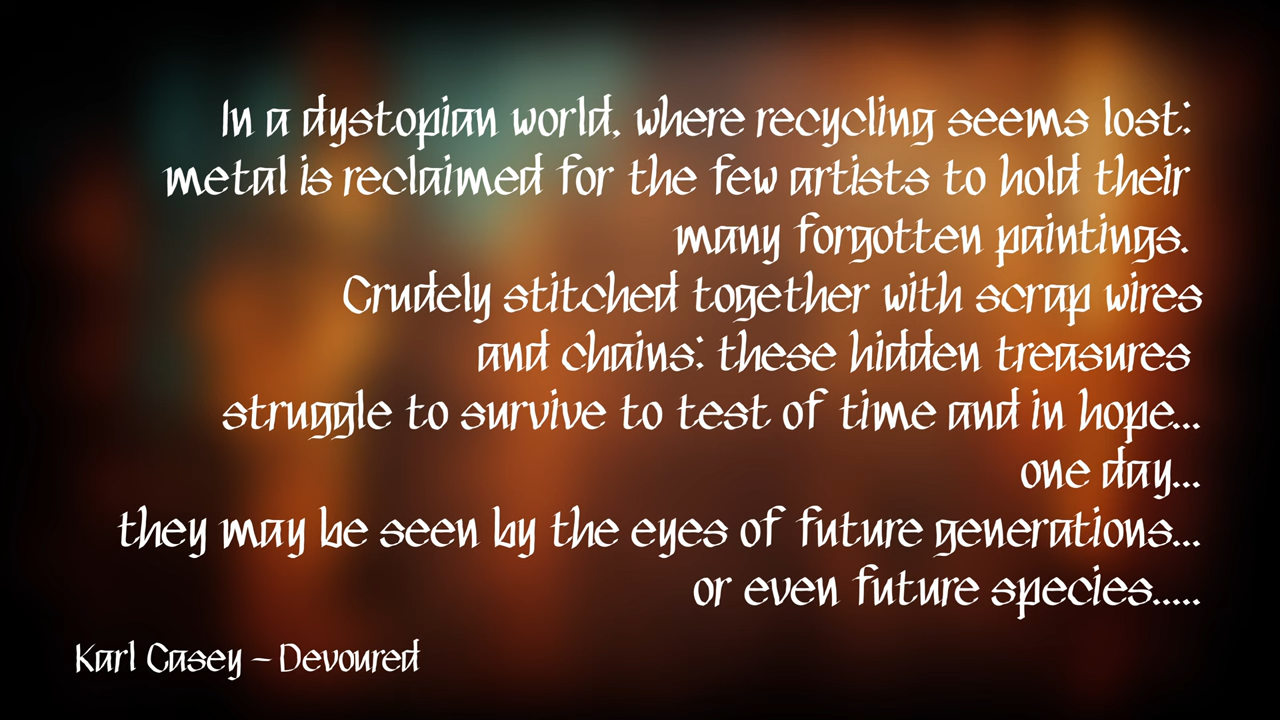 In a dystopian world, where recycling seems lost:
metal is reclaimed for the few artists to hold their
many forgotten paintings.
Crudely stitched together with scrap wires
and chains: these hidden treasures
struggle to survive to test of time and in hope...
one day...
they may be seen by the eyes of future generations...
or even future species.....
Karl Casey – Devoured